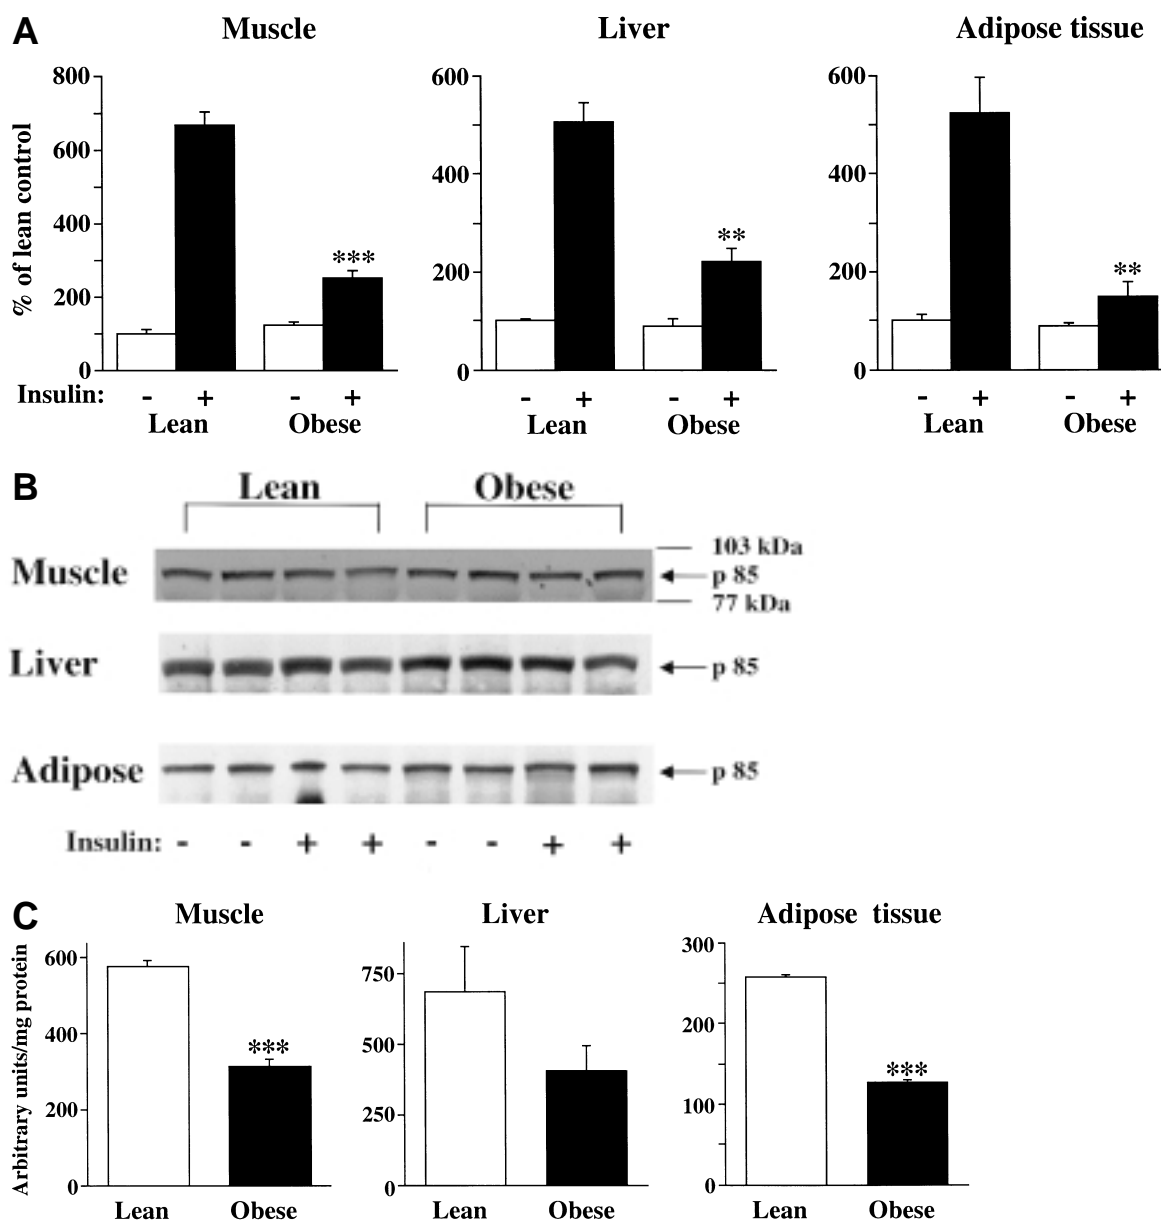 A
Muscle
Liver
Adipose tissue
% of lean control
800
600
400
200
0
600
400
200
0
600
400
200
0
***
**
**
Insulin: - + - +
- + - +
- + - +
Lean Obese
Lean Obese
Lean Obese
B
Lean Obese
103 kDa
Muscle
p 85
77 kDa
Liver
p 85
Adipose
p 85
Insulin: - - + + - - + +
C
Muscle
Liver
Adipose tissue
Arbitrary units/mg protein
600
400
200
0
750
500
250
0
300
200
100
0
***
***
Lean Obese
Lean Obese
Lean Obese